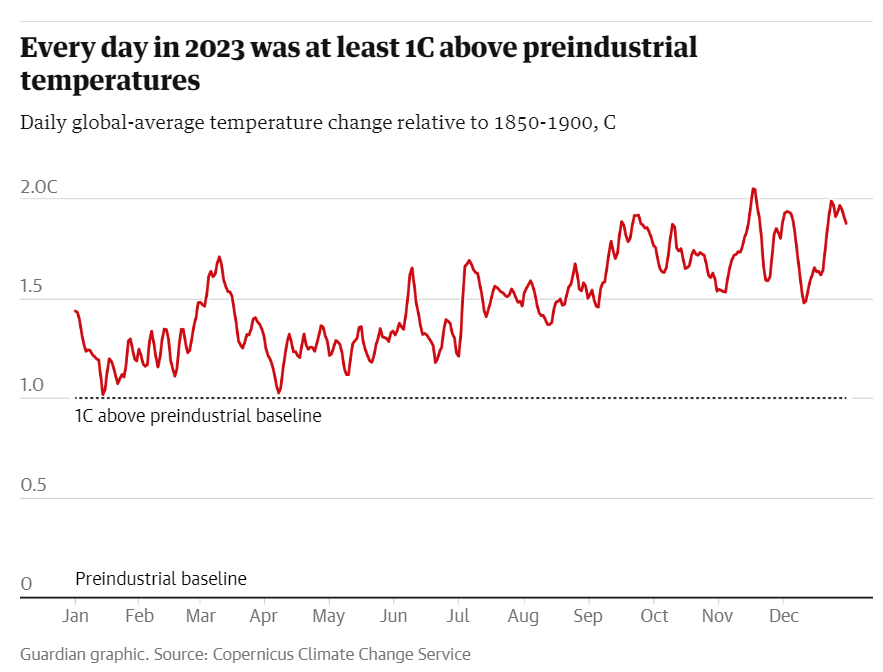 Every day in 2023 was at least 1C above preindustrial
temperatures
Daily global-average temperature change relative to 1850-1900, C
2.0C
1.5
1.0
1C above preindustrial baseline
0.5
Preindustrial baseline
0
Jan Feb Mar Apr May Jun Jul Aug Sep Oct Nov Dec
Guardian graphic. Source: Copernicus Climate Change Service